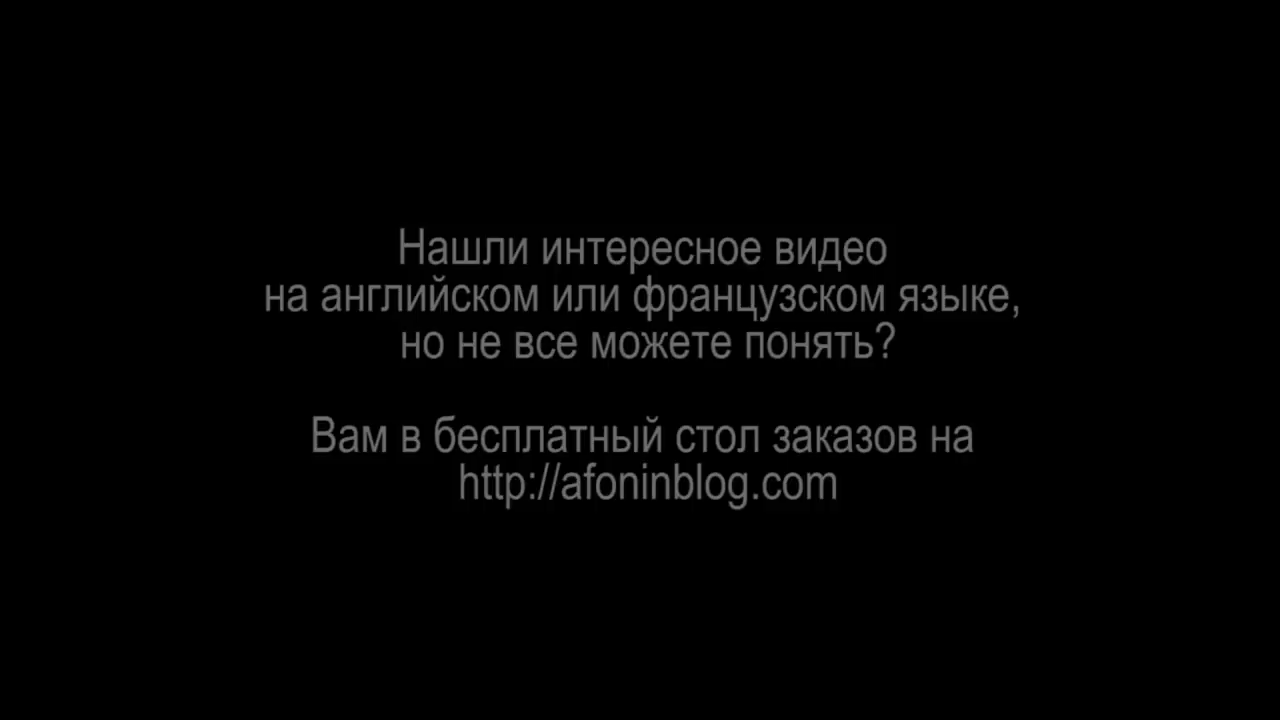 Нашли интересное видео
на английском или французском языке,
но не все можете понять?
Вам в бесплатный стол заказов на
http://afoninblog.com